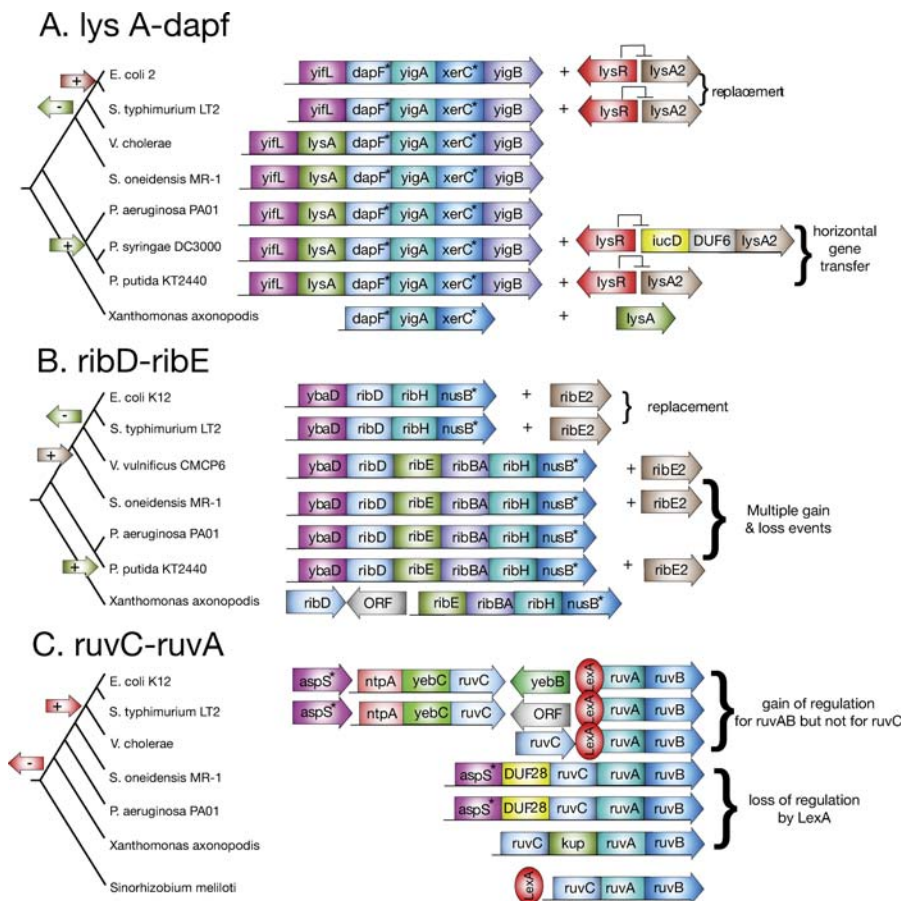 A. lys A-dapf
+ E. coli 2 yifL dapF* yigA xerC* yigB + lysR lysA2
- S. typhimurium LT2 yifL dapF* yigA xerC* yigB + lysR lysA2
replacement
V. cholerae yifL lysA dapF* yigA xerC* yigB
S. oneidensis MR-1 yifL lysA dapF* yigA xerC* yigB
P. aeruginosa PA01 yifL lysA dapF* yigA xerC* yigB
+ P. syringae DC3000 yifL lysA dapF* yigA xerC* yigB + lysR iucD DUF6 lysA2
P. putida KT2440 yifL lysA dapF* yigA xerC* yigB + lysR lysA2
horizontal
gene
transfer
Xanthomonas axonopodis dapF* yigA xerC* + lysA
B. ribD-ribE
E. coli K12 ybaD ribD ribH nusB* + ribE2
- S. typhimurium LT2 ybaD ribD ribH nusB* + ribE2
replacement
+ V. vulnificus CMCP6 ybaD ribD ribE ribBA ribH nusB* + ribE2
S. oneidensis MR-1 ybaD ribD ribE ribBA ribH nusB* + ribE2
P. aeruginosa PA01 ybaD ribD ribE ribBA ribH nusB*
+ P. putida KT2440 ybaD ribD ribE ribBA ribH nusB* + ribE2
Multiple gain
& loss events
Xanthomonas axonopodis ribD ORF ribE ribBA ribH nusB*
C. ruvC-ruvA
E. coli K12 aspS* ntpA yebC ruvC yebB LexA ruvA ruvB
+ S. typhimurium LT2 aspS* ntpA yebC ruvC ORF LexA ruvA ruvB
V. cholerae ruvC LexA ruvA ruvB
gain of regulation
for ruvAB but not for ruvC
- S. oneidensis MR-1 aspS* DUF28 ruvC ruvA ruvB
P. aeruginosa PA01 aspS* DUF28 ruvC ruvA ruvB
Xanthomonas axonopodis ruvC kup ruvA ruvB
loss of regulation
by LexA
Sinorhizobium meliloti LexA ruvC ruvA ruvB